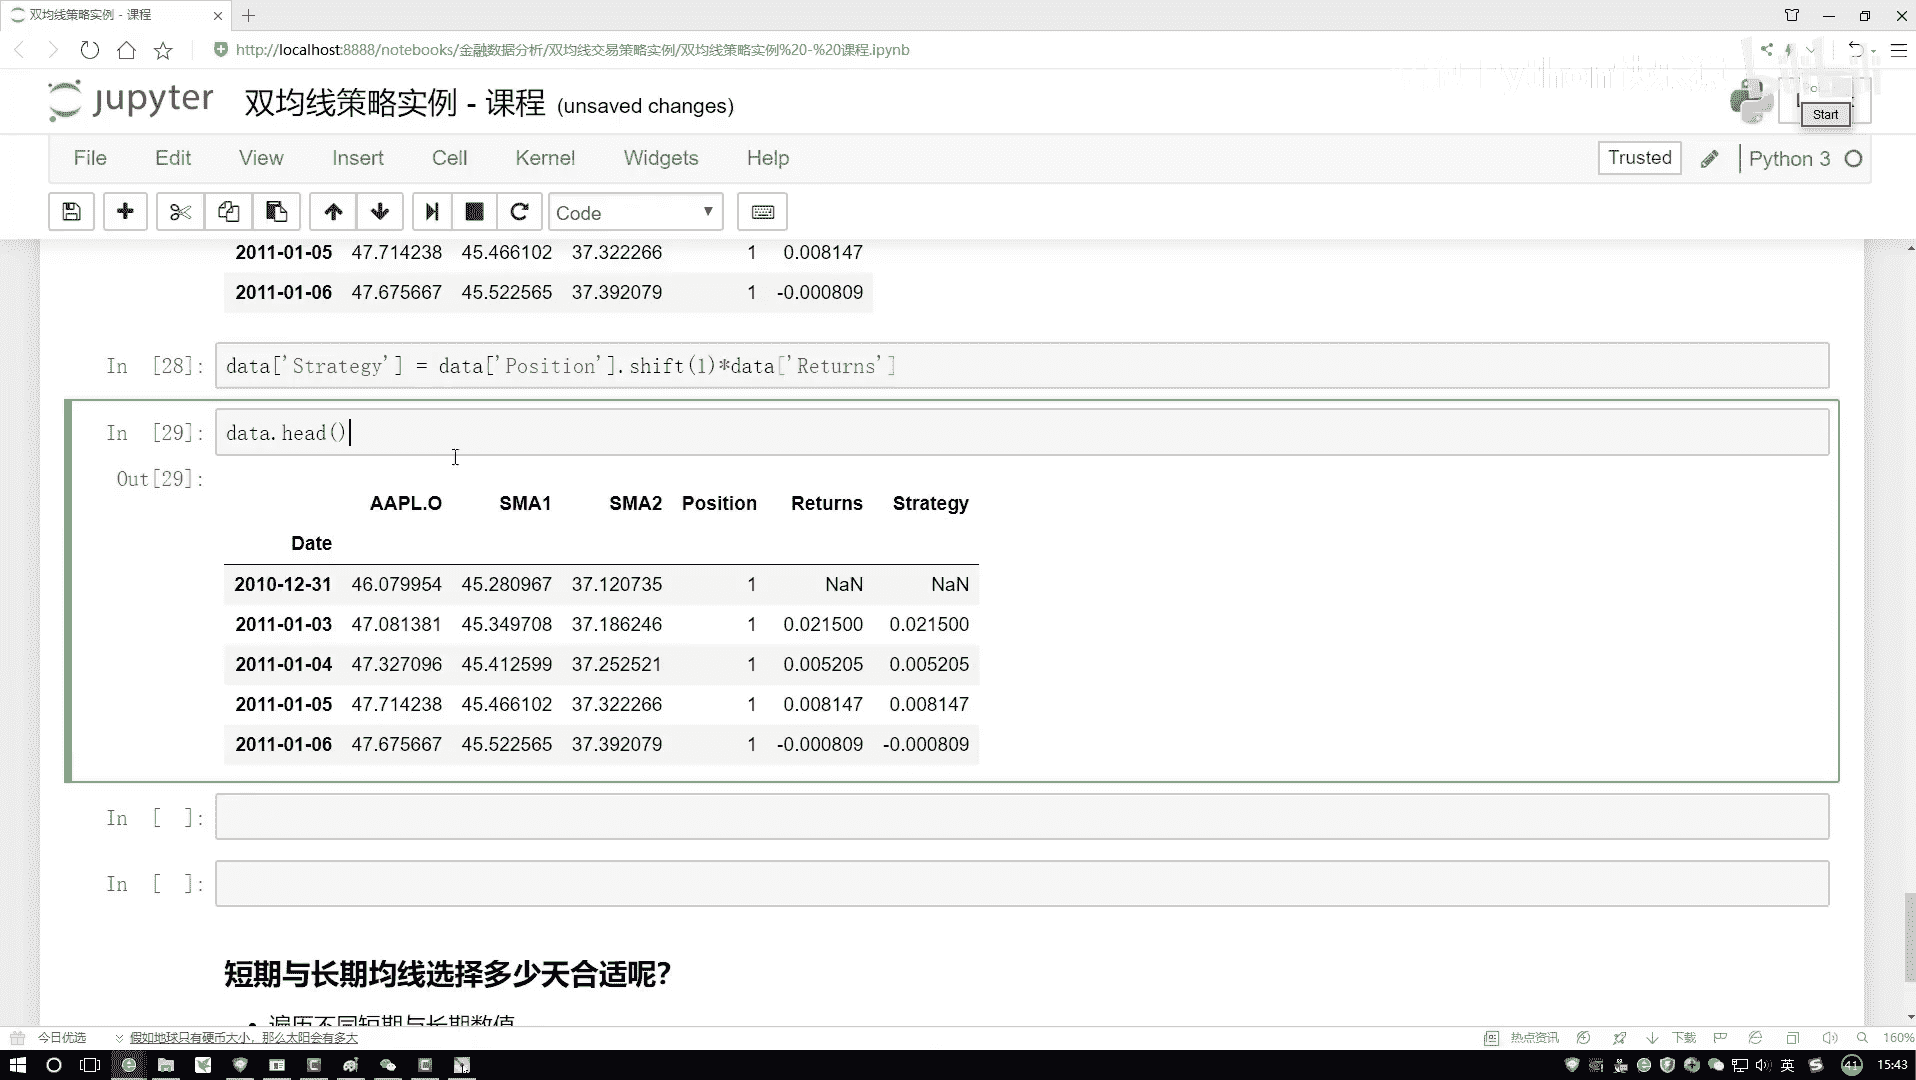 双均线策略实例 - 课程
http://localhost:8888/notebooks/金融数据分析/双均线交易策略实例/双均线策略实例%20-%20课程.ipynb
jupyter 双均线策略实例 - 课程 (unsaved changes)
Start
File Edit View Insert Cell Kernel Widgets Help
Trusted Python 3
Code
2011-01-05 47.714238 45.466102 37.322266 1 0.008147
2011-01-06 47.675667 45.522565 37.392079 1 -0.000809
In [28]: data['Strategy'] = data['Position'].shift(1)*data['Returns']
In [29]: data.head()
Out[29]:
AAPL.O SMA1 SMA2 Position Returns Strategy
Date
2010-12-31 46.079954 45.280967 37.120735 1 NaN NaN
2011-01-03 47.081381 45.349708 37.186246 1 0.021500 0.021500
2011-01-04 47.327096 45.412599 37.252521 1 0.005205 0.005205
2011-01-05 47.714238 45.466102 37.322266 1 0.008147 0.008147
2011-01-06 47.675667 45.522565 37.392079 1 -0.000809 -0.000809
In [ ]:
In [ ]:
短期与长期均线选择多少天合适呢?
• 遍历不同短期与长期数值
今日优选 假如地球只有硬币大小，那么太阳会有多大 热点资讯 下载 160%
英 41 15:43